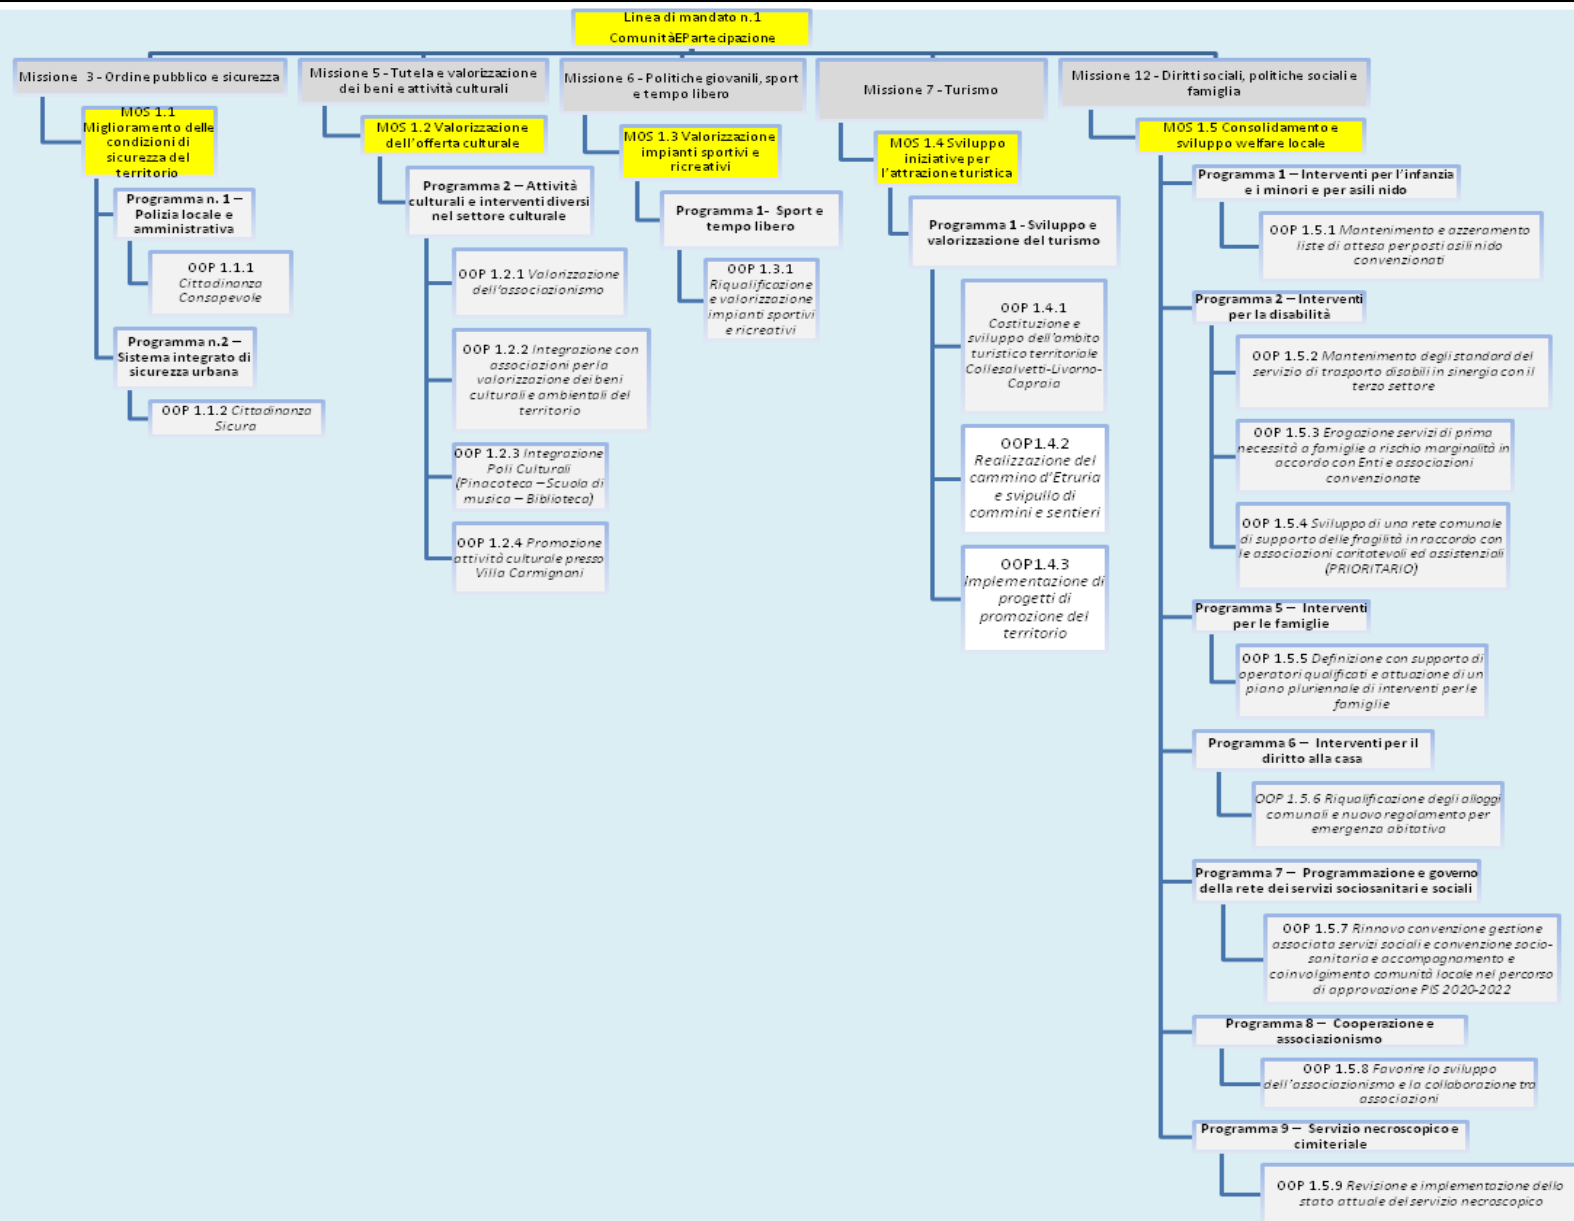 Linea di mandato n.1
ComunitàEPartecipazione
Missione 3 - Ordine pubblico e sicurezza
MOS 1.1
Miglioramento delle
condizioni di
sicurezza del
territorio
Programma n. 1 –
Polizia locale e
amministrativa
OOP 1.1.1
Cittadinanza
Consapevole
Programma n.2 –
Sistema integrato di
sicurezza urbana
OOP 1.1.2 Cittadinanza
Sicura
Missione 5 - Tutela e valorizzazione
dei beni e attività culturali
MOS 1.2 Valorizzazione
dell'offerta culturale
Programma 2 – Attività
culturali e interventi diversi
nel settore culturale
OOP 1.2.1 Valorizzazione
dell'associazionismo
OOP 1.2.2 Integrazione con
associazioni per la
valorizzazione dei beni
culturali e ambientali del
territorio
OOP 1.2.3 Integrazione
Poli Culturali
(Pinacoteca – Scuola di
musica – Biblioteca)
OOP 1.2.4 Promozione
attività culturale presso
Villa Carmignani
Missione 6 - Politiche giovanili, sport
e tempo libero
MOS 1.3 Valorizzazione
impianti sportivi e
ricreativi
Programma 1- Sport e
tempo libero
OOP 1.3.1
Riqualificazione
e valorizzazione
impianti sportivi
e ricreativi
Missione 7 - Turismo
MOS 1.4 Sviluppo
iniziative per
l'attrazione turistica
Programma 1 - Sviluppo e
valorizzazione del turismo
OOP 1.4.1
Costituzione e
sviluppo dell'ambito
turistico territoriale
Collesalvetti-Livorno-
Capraia
OOP1.4.2
Realizzazione del
cammino d'Etruria
e svipullo di
commini e sentieri
OOP1.4.3
Implementazione di
progetti di
promozione del
territorio
Missione 12 - Diritti sociali, politiche sociali e
famiglia
MOS 1.5 Consolidamento e
sviluppo welfare locale
Programma 1 – Interventi per l'infanzia
e i minori e per asili nido
OOP 1.5.1 Mantenimento e azzeramento
liste di attesa per posti asili nido
convenzionati
Programma 2 – Interventi
per la disabilità
OOP 1.5.2 Mantenimento degli standard del
servizio di trasporto disabili in sinergia con il
terzo settore
OOP 1.5.3 Erogazione servizi di prima
necessità a famiglie a rischio marginalità in
accordo con Enti e associazioni
convenzionate
OOP 1.5.4 Sviluppo di una rete comunale
di supporto delle fragilità in raccordo con
le associazioni caritatevoli ed assistenziali
(PRIORITARIO)
Programma 5 – Interventi
per le famiglie
OOP 1.5.5 Definizione con supporto di
operatori qualificati e attuazione di un
piano pluriennale di interventi per le
famiglie
Programma 6 – Interventi per il
diritto alla casa
OOP 1.5.6 Riqualificazione degli alloggi
comunali e nuovo regolamento per
emergenza abitativa
Programma 7 – Programmazione e governo
della rete dei servizi sociosanitari e sociali
OOP 1.5.7 Rinnovo convenzione gestione
associata servizi sociali e convenzione socio-
sanitaria e accompagnamento e
coinvolgimento comunità locale nel percorso
di approvazione PIS 2020-2022
Programma 8 – Cooperazione e
associazionismo
OOP 1.5.8 Favorire lo sviluppo
dell'associazionismo e la collaborazione tra
associazioni
Programma 9 – Servizio necroscopico e
cimiteriale
OOP 1.5.9 Revisione e implementazione dello
stato attuale del servizio necroscopico